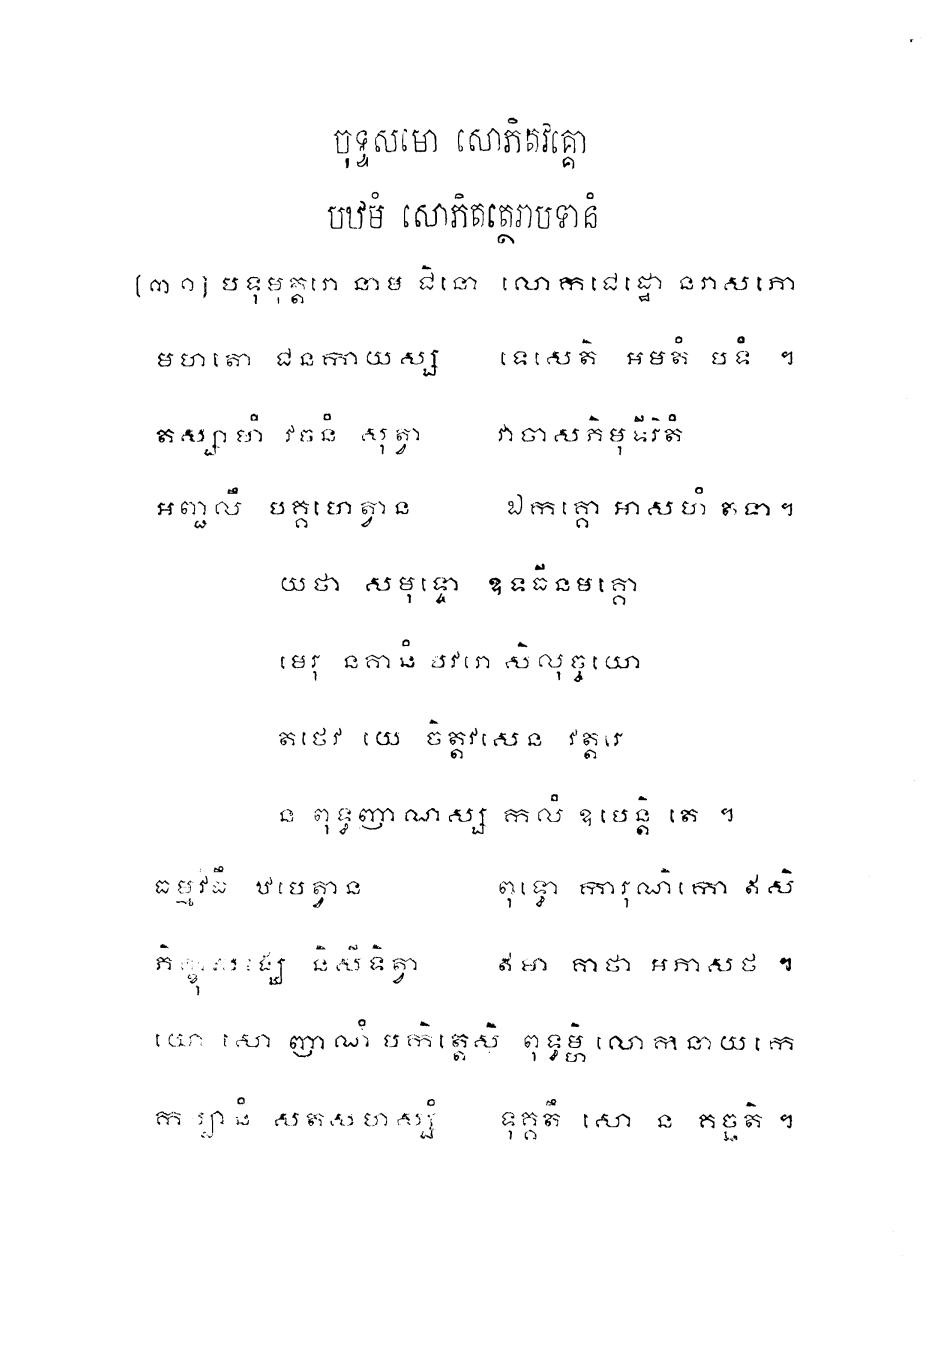 ចុទ្ទសមោ សោភិតវគ្គោ
បឋមំ សោភិតត្ថេរាបទានំ
[៣១] បទុមុត្តរោ នាម ជិនោ លោកជេដ្ឋោ នរាសភោ
មហតោ ជនកាយស្ស ទេសេតិ អមតំ បទំ ។
តស្សាហំ វចនំ សុត្វា វាចាសភិមុទីរិតំ
អញ្ជលឹ បគ្គហេត្វាន ឯកគ្គោ អាសហំ តទា។
យថា សមុទ្ទោ ឧទធីនមគ្គោ
មេរុ នគានំ បវរោ សិលុច្ចយោ
តថេវ យេ ចិត្តវសេន វត្តរេ
ន ពុទ្ធញាណស្ស កលំ ឧបេន្តិ តេ ។
ធម្មវិធឹ ឋបេត្វាន ពុទ្ធោ ការុណិកោ ឥសិ
ភិក្ខុសង្ឃេ និសីទិត្វា ឥមា គាថា អភាសថ ។
យោ សោ ញាណំ បកិត្តេសិ ពុទ្ធម្ហិ លោកនាយកេ
កប្បានំ សតសហស្សំ ទុគ្គតឹ សោ ន គច្ឆតិ ។